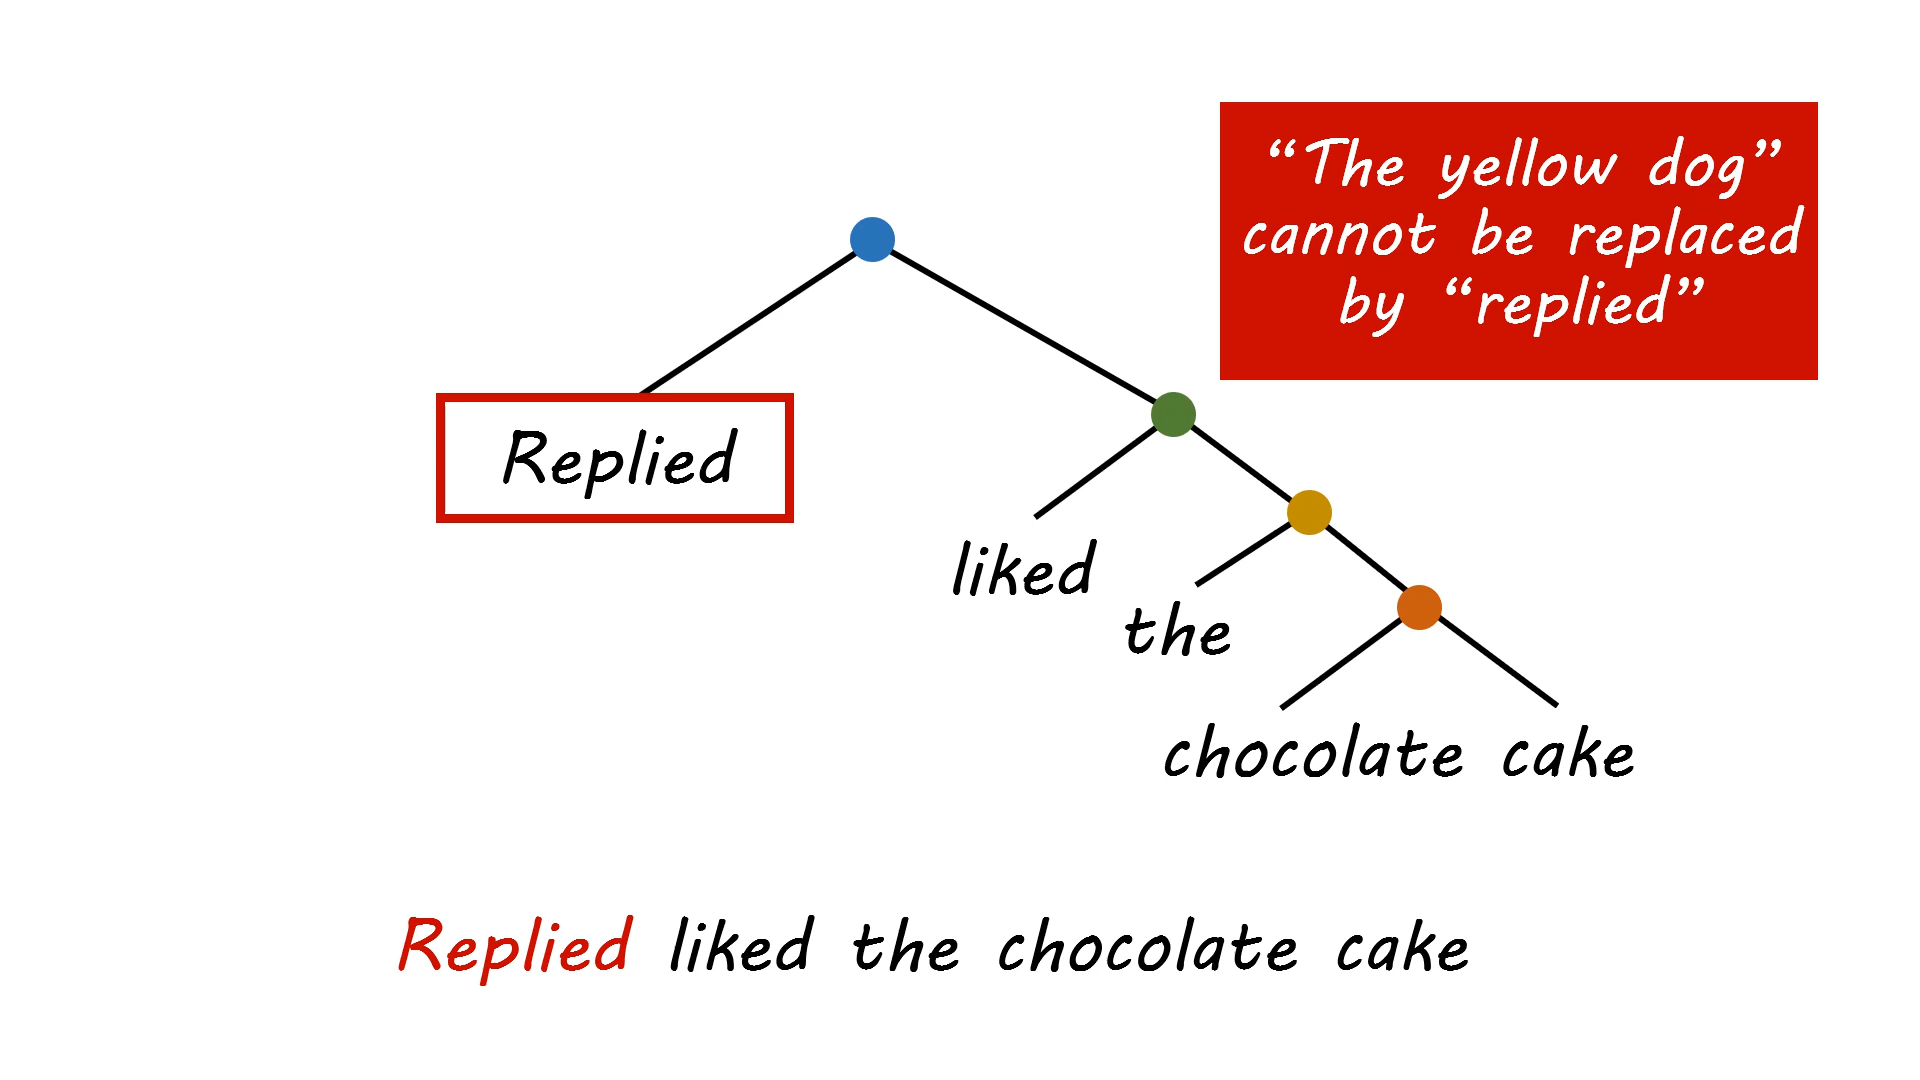 “The yellow dog”
cannot be replaced
by “replied”
Replied
liked
the
chocolate cake
Replied liked the chocolate cake